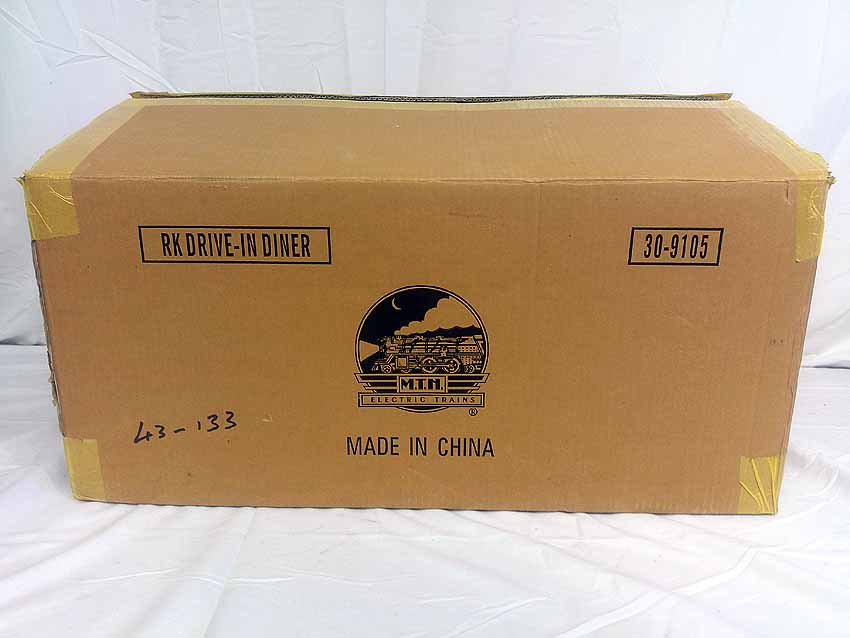 RK DRIVE-IN DINER
30-9105
M.T.H.
ELECTRIC TRAINS
®
MADE IN CHINA
43-133